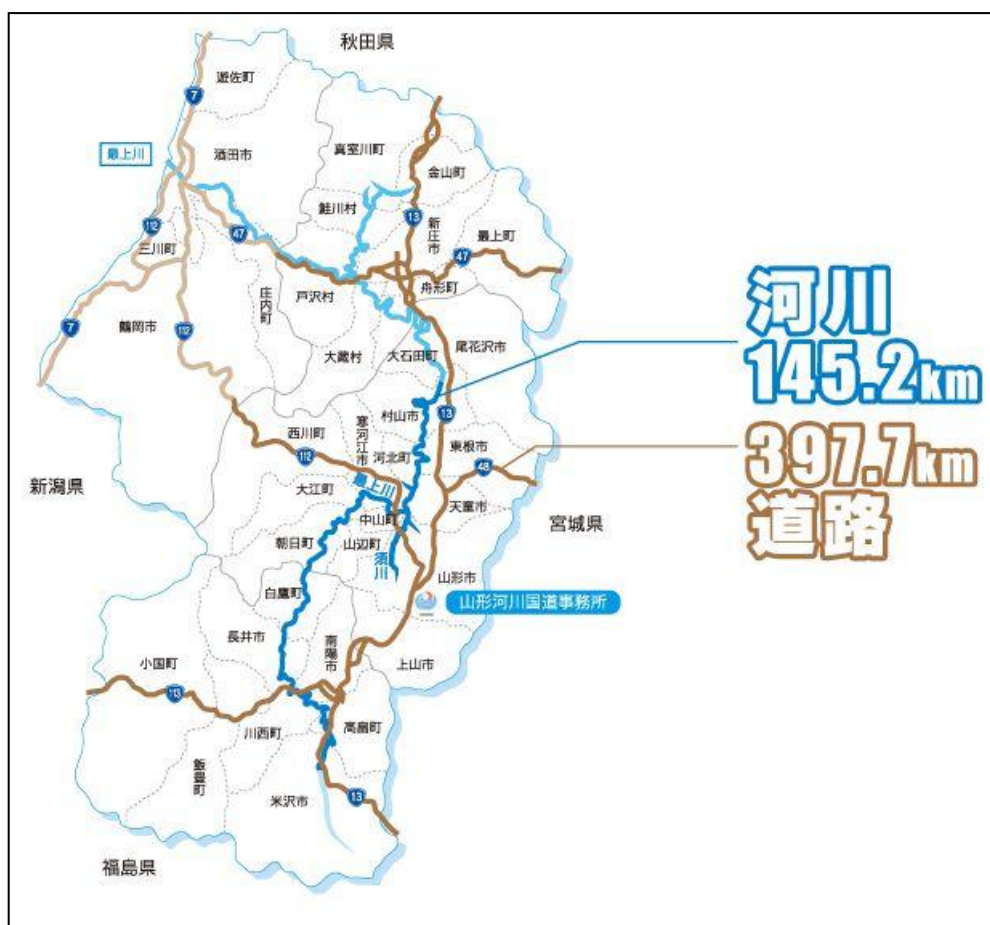 秋田県
遊佐町
7
真室川町
最上川
酒田市
金山町
鮭川村
13
新庄市
最上町
112
47
47
三川町
舟形町
戸沢村
庄内町
7
鶴岡市
112
大蔵村
大石田町
尾花沢市
河川
145.2km
村山市
13
西川町
寒河江市
東根市
112
河北町
48
397.7km
道路
新潟県
大江町
最上川
天童市
中山町
宮城県
朝日町
山辺町
須川
山形市
白鷹町
山形河川国道事務所
長井市
南陽市
小国町
上山市
113
川西町
高畠町
飯豊町
米沢市
13
福島県